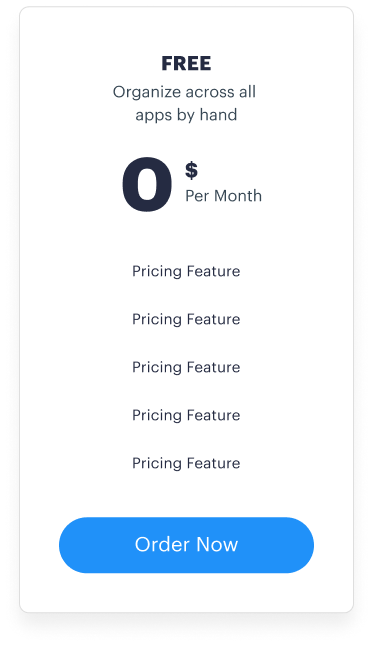 FREE
Organize across all
apps by hand
0
$
Per Month
Pricing Feature
Pricing Feature
Pricing Feature
Pricing Feature
Pricing Feature
Order Now